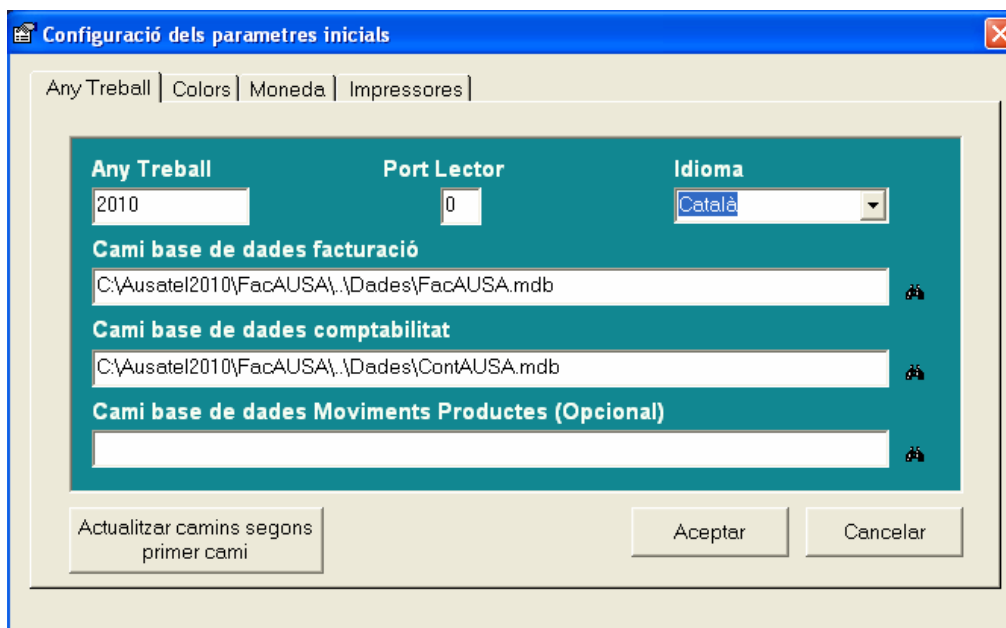 Configuració dels parametres inicials
Any Treball Colors Moneda Impressores
Any Treball Port Lector Idioma
2010 0 Català
Cami base de dades facturació
C:\Ausatel2010\FacAUSA\..\Dades\FacAUSA.mdb
Cami base de dades comptabilitat
C:\Ausatel2010\FacAUSA\..\Dades\ContAUSA.mdb
Cami base de dades Moviments Productes (Opcional)
Actualitzar camins segons
primer cami
Aceptar Cancelar